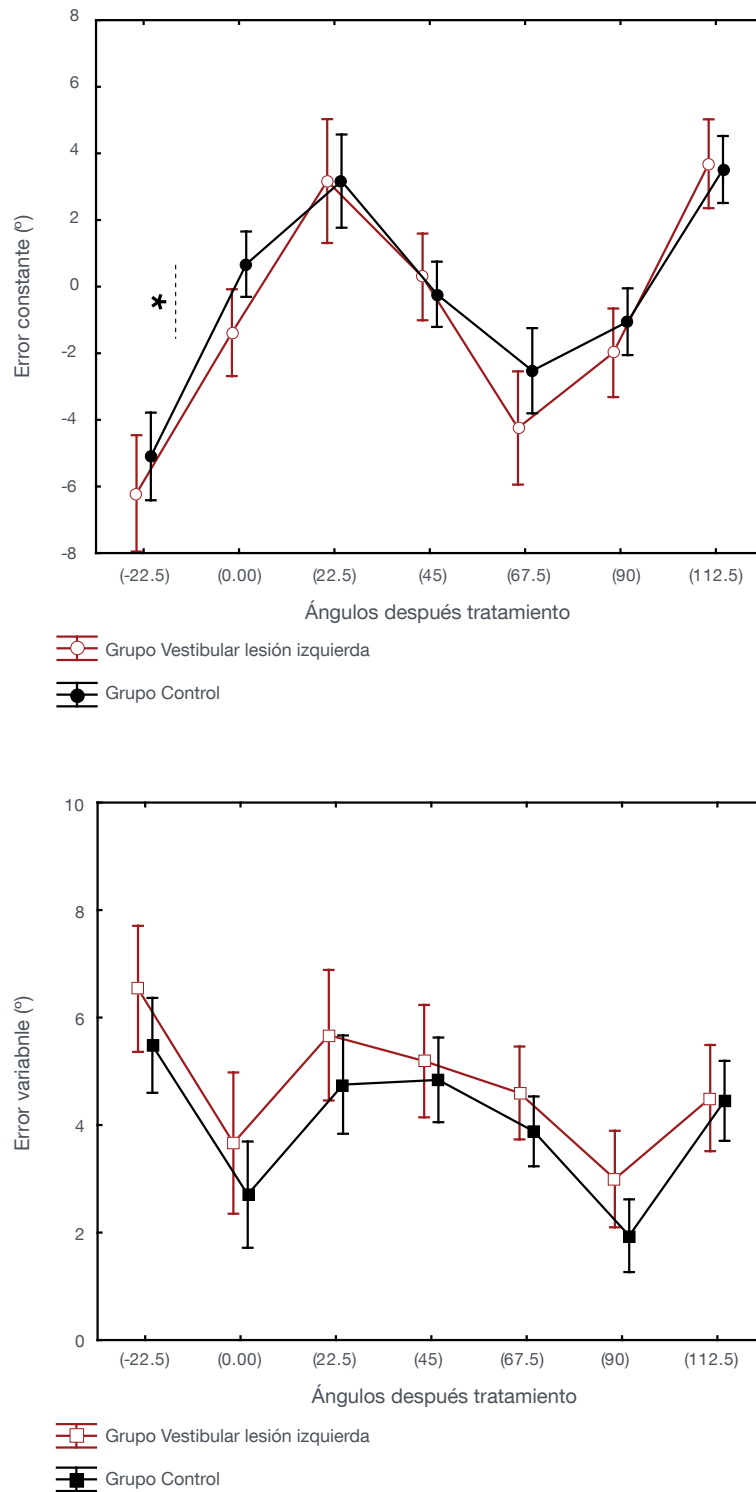 8
6
4
2
0
-2
-4
-6
-8
Error constante (º)
*
(-22.5) (0.00) (22.5) (45) (67.5) (90) (112.5)
Ángulos después tratamiento
Grupo Vestibular lesión izquierda
Grupo Control
10
8
6
4
2
0
Error variabnle (º)
(-22.5) (0.00) (22.5) (45) (67.5) (90) (112.5)
Ángulos después tratamiento
Grupo Vestibular lesión izquierda
Grupo Control